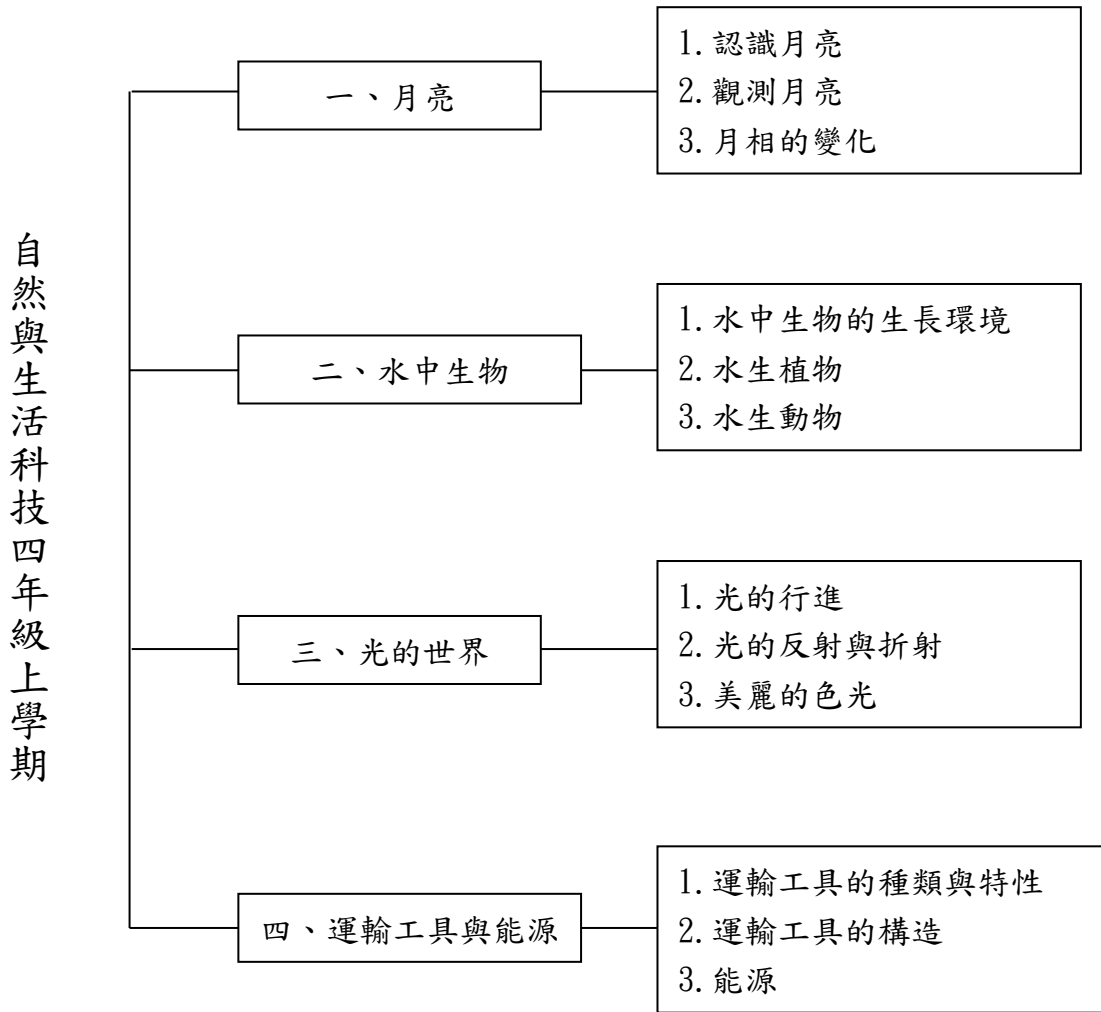 自然與生活科技四年級上學期
一、月亮
1.認識月亮
2.觀測月亮
3.月相的變化
二、水中生物
1.水中生物的生長環境
2.水生植物
3.水生動物
三、光的世界
1.光的行進
2.光的反射與折射
3.美麗的色光
四、運輸工具與能源
1.運輸工具的種類與特性
2.運輸工具的構造
3.能源